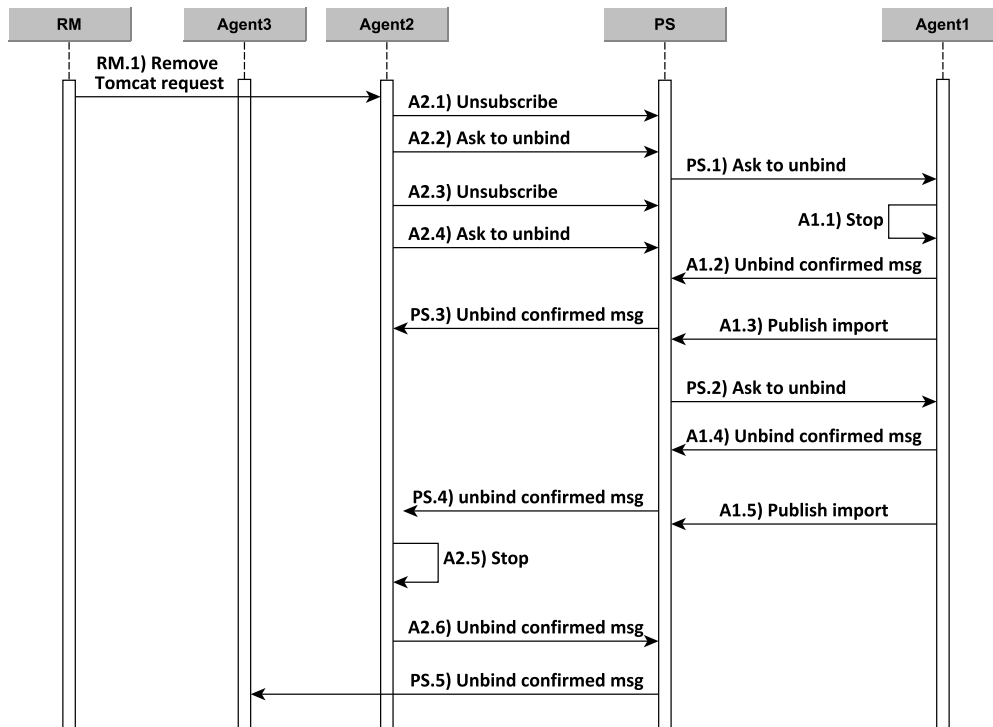 RM
Agent3
Agent2
PS
Agent1
RM.1) Remove
Tomcat request
A2.1) Unsubscribe
A2.2) Ask to unbind
PS.1) Ask to unbind
A2.3) Unsubscribe
A1.1) Stop
A2.4) Ask to unbind
A1.2) Unbind confirmed msg
PS.3) Unbind confirmed msg
A1.3) Publish import
PS.2) Ask to unbind
A1.4) Unbind confirmed msg
PS.4) unbind confirmed msg
A1.5) Publish import
A2.5) Stop
A2.6) Unbind confirmed msg
PS.5) Unbind confirmed msg